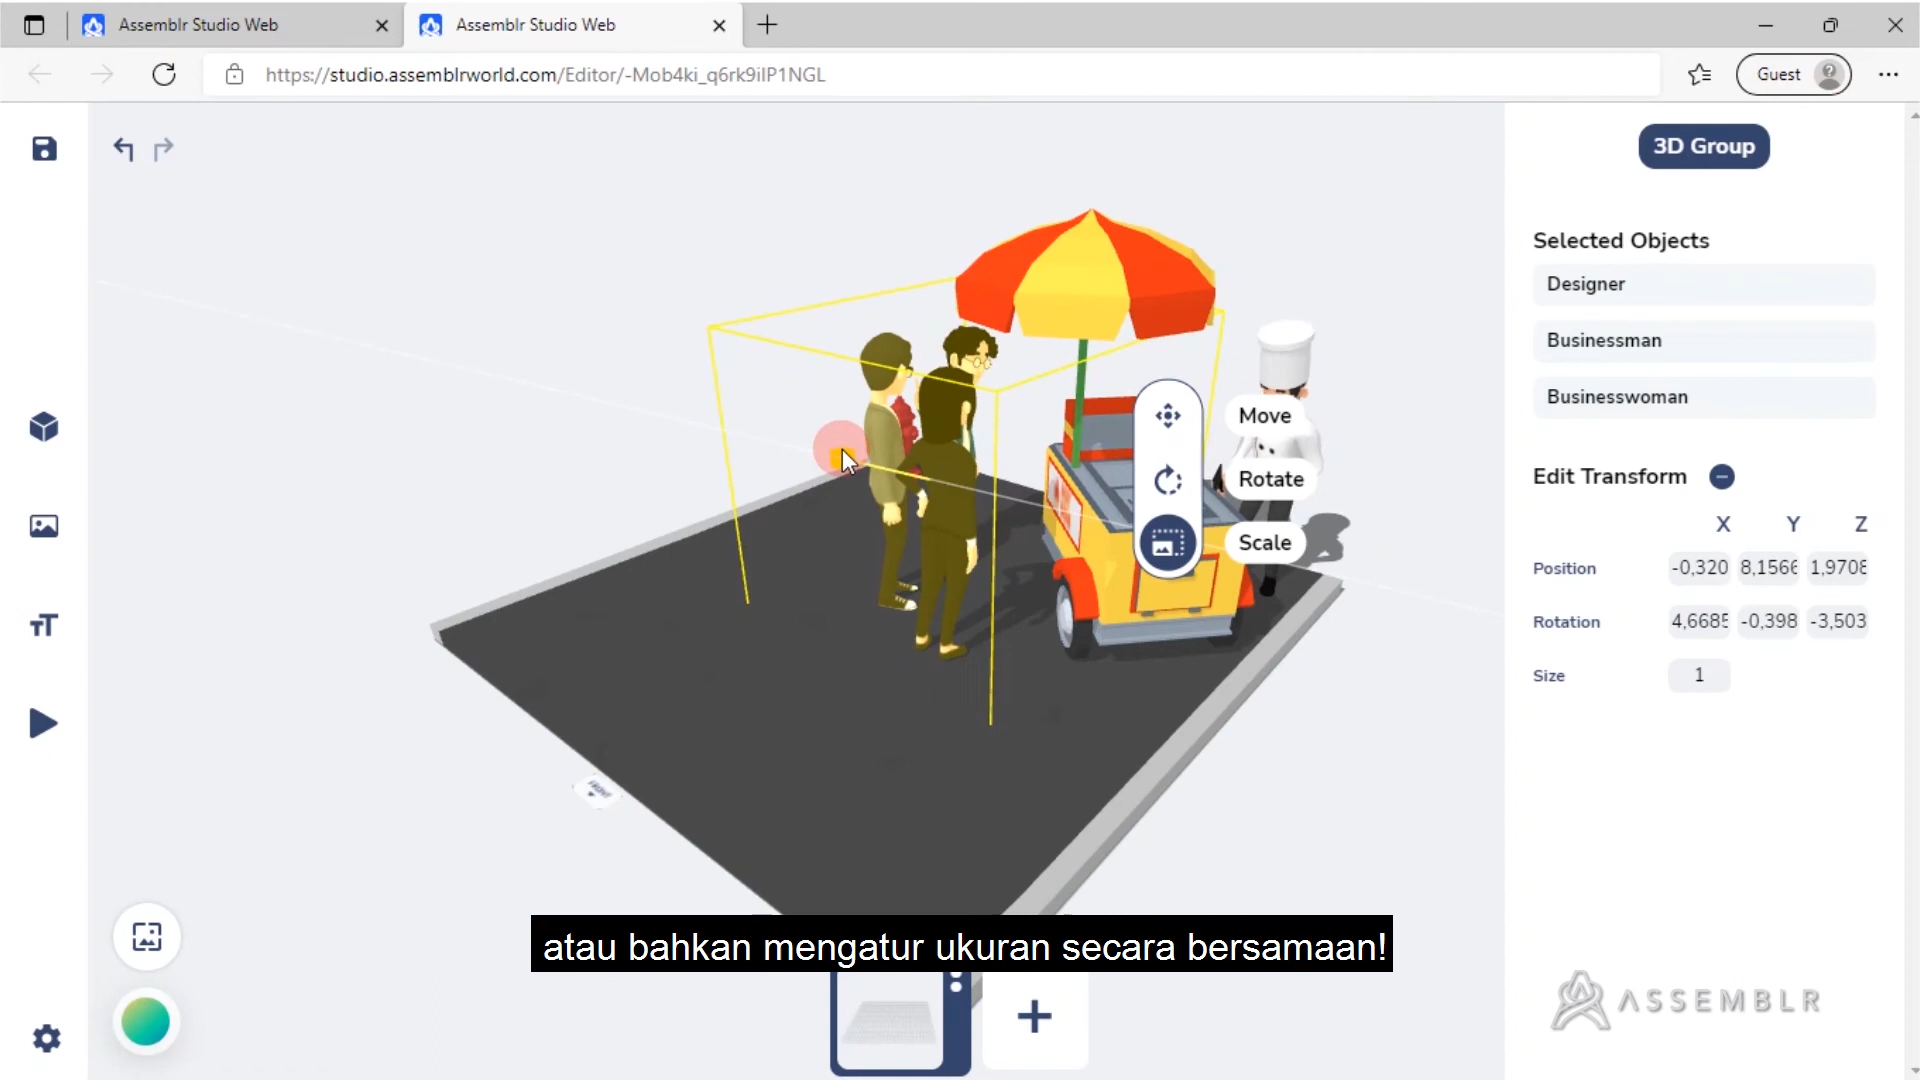 Assemblr Studio Web
Assemblr Studio Web
https://studio.assemblrworld.com/Editor/-Mob4ki_q6rk9iIP1NGL
Guest
3D Group
Selected Objects
Designer
Businessman
Businesswoman
Move
Rotate
Scale
Edit Transform
X Y Z
Position -0,320 8,1566 1,9708
Rotation 4,6685 -0,398 -3,503
Size 1
FRONT
atau bahkan mengatur ukuran secara bersamaan!
ASSEMBLR